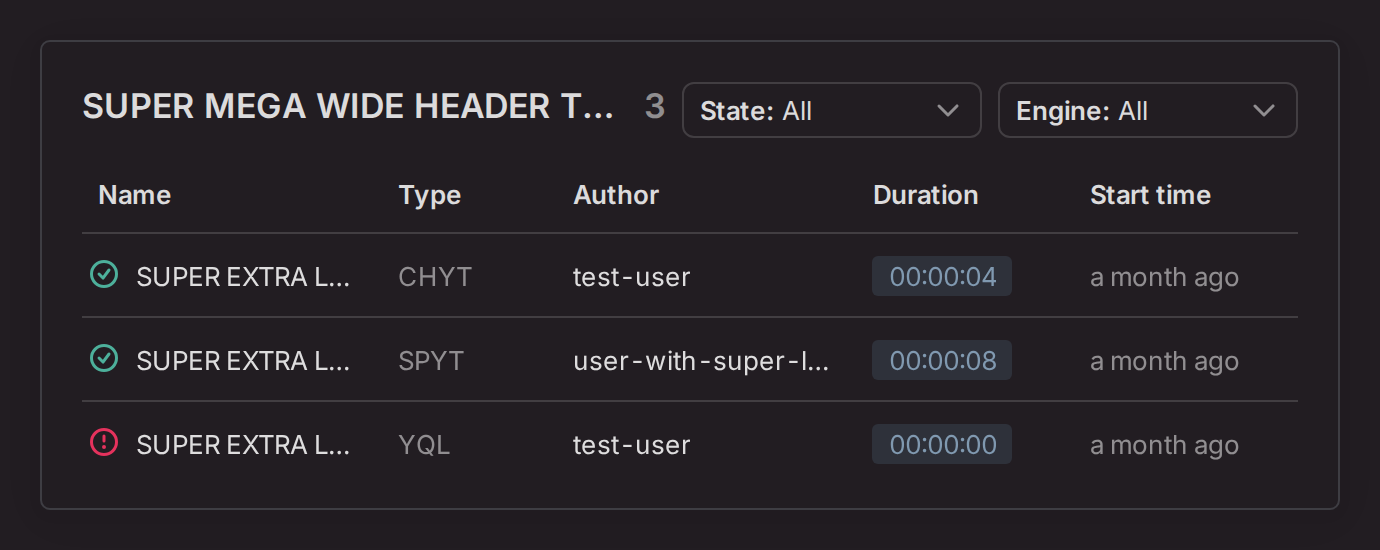 SUPER MEGA WIDE HEADER T... 3 State: All Engine: All
Name Type Author Duration Start time
SUPER EXTRA L... CHYT test-user 00:00:04 a month ago
SUPER EXTRA L... SPYT user-with-super-l... 00:00:08 a month ago
SUPER EXTRA L... YQL test-user 00:00:00 a month ago